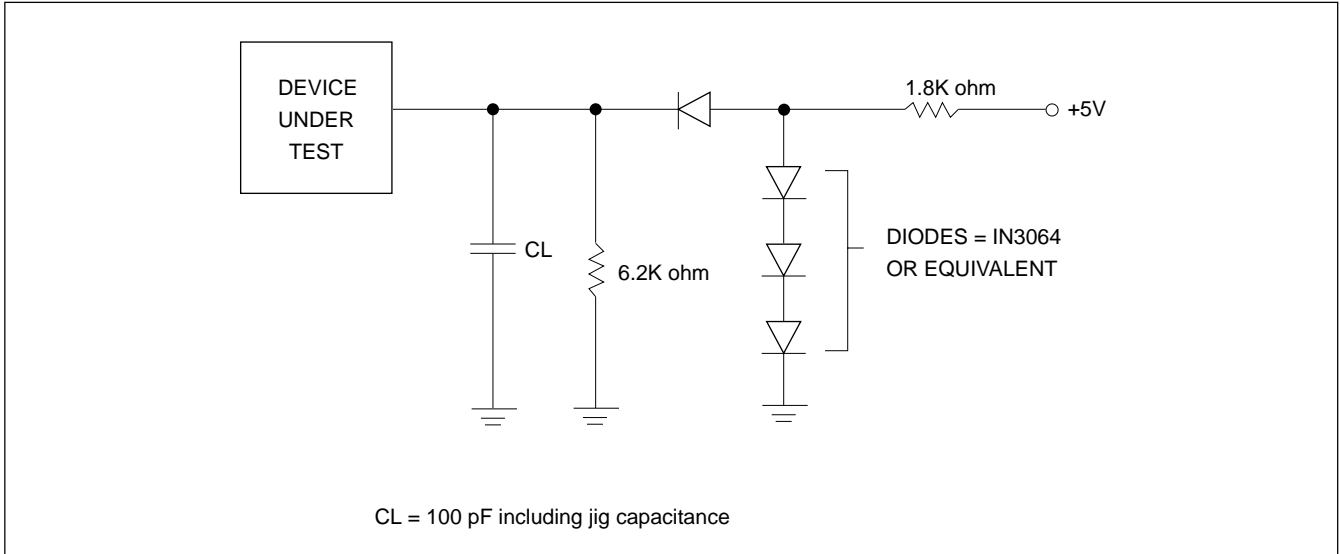 DEVICE
UNDER
TEST
1.8K ohm
+5V
CL
6.2K ohm
DIODES = IN3064
OR EQUIVALENT
CL = 100 pF including jig capacitance